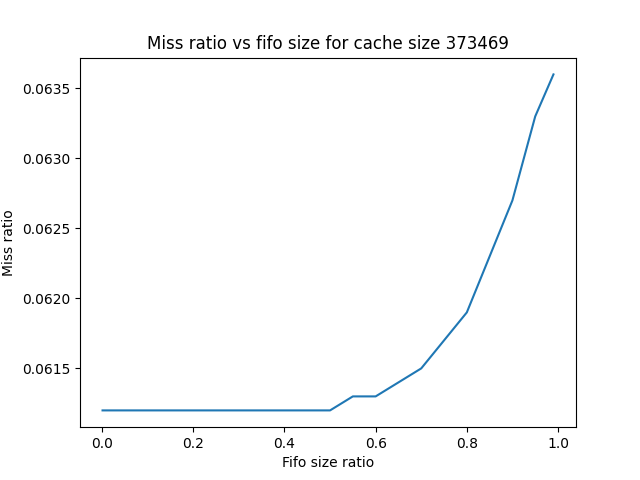 Miss ratio vs fifo size for cache size 373469
0.0635
0.0630
0.0625
0.0620
0.0615
Miss ratio
0.0 0.2 0.4 0.6 0.8 1.0
Fifo size ratio